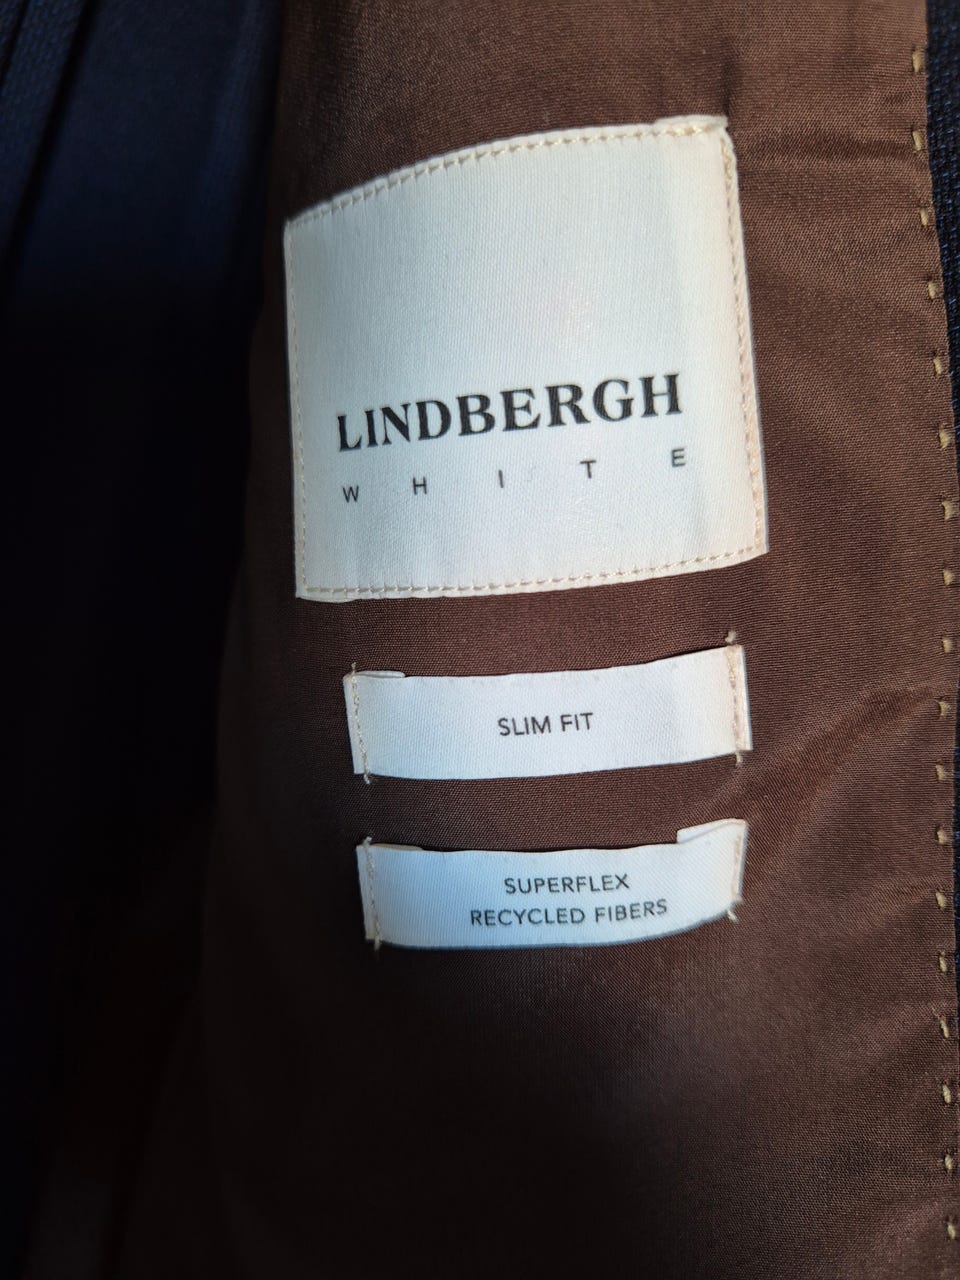 LINDBERGH
WHITE
SLIM FIT
SUPERFLEX
RECYCLED FIBERS